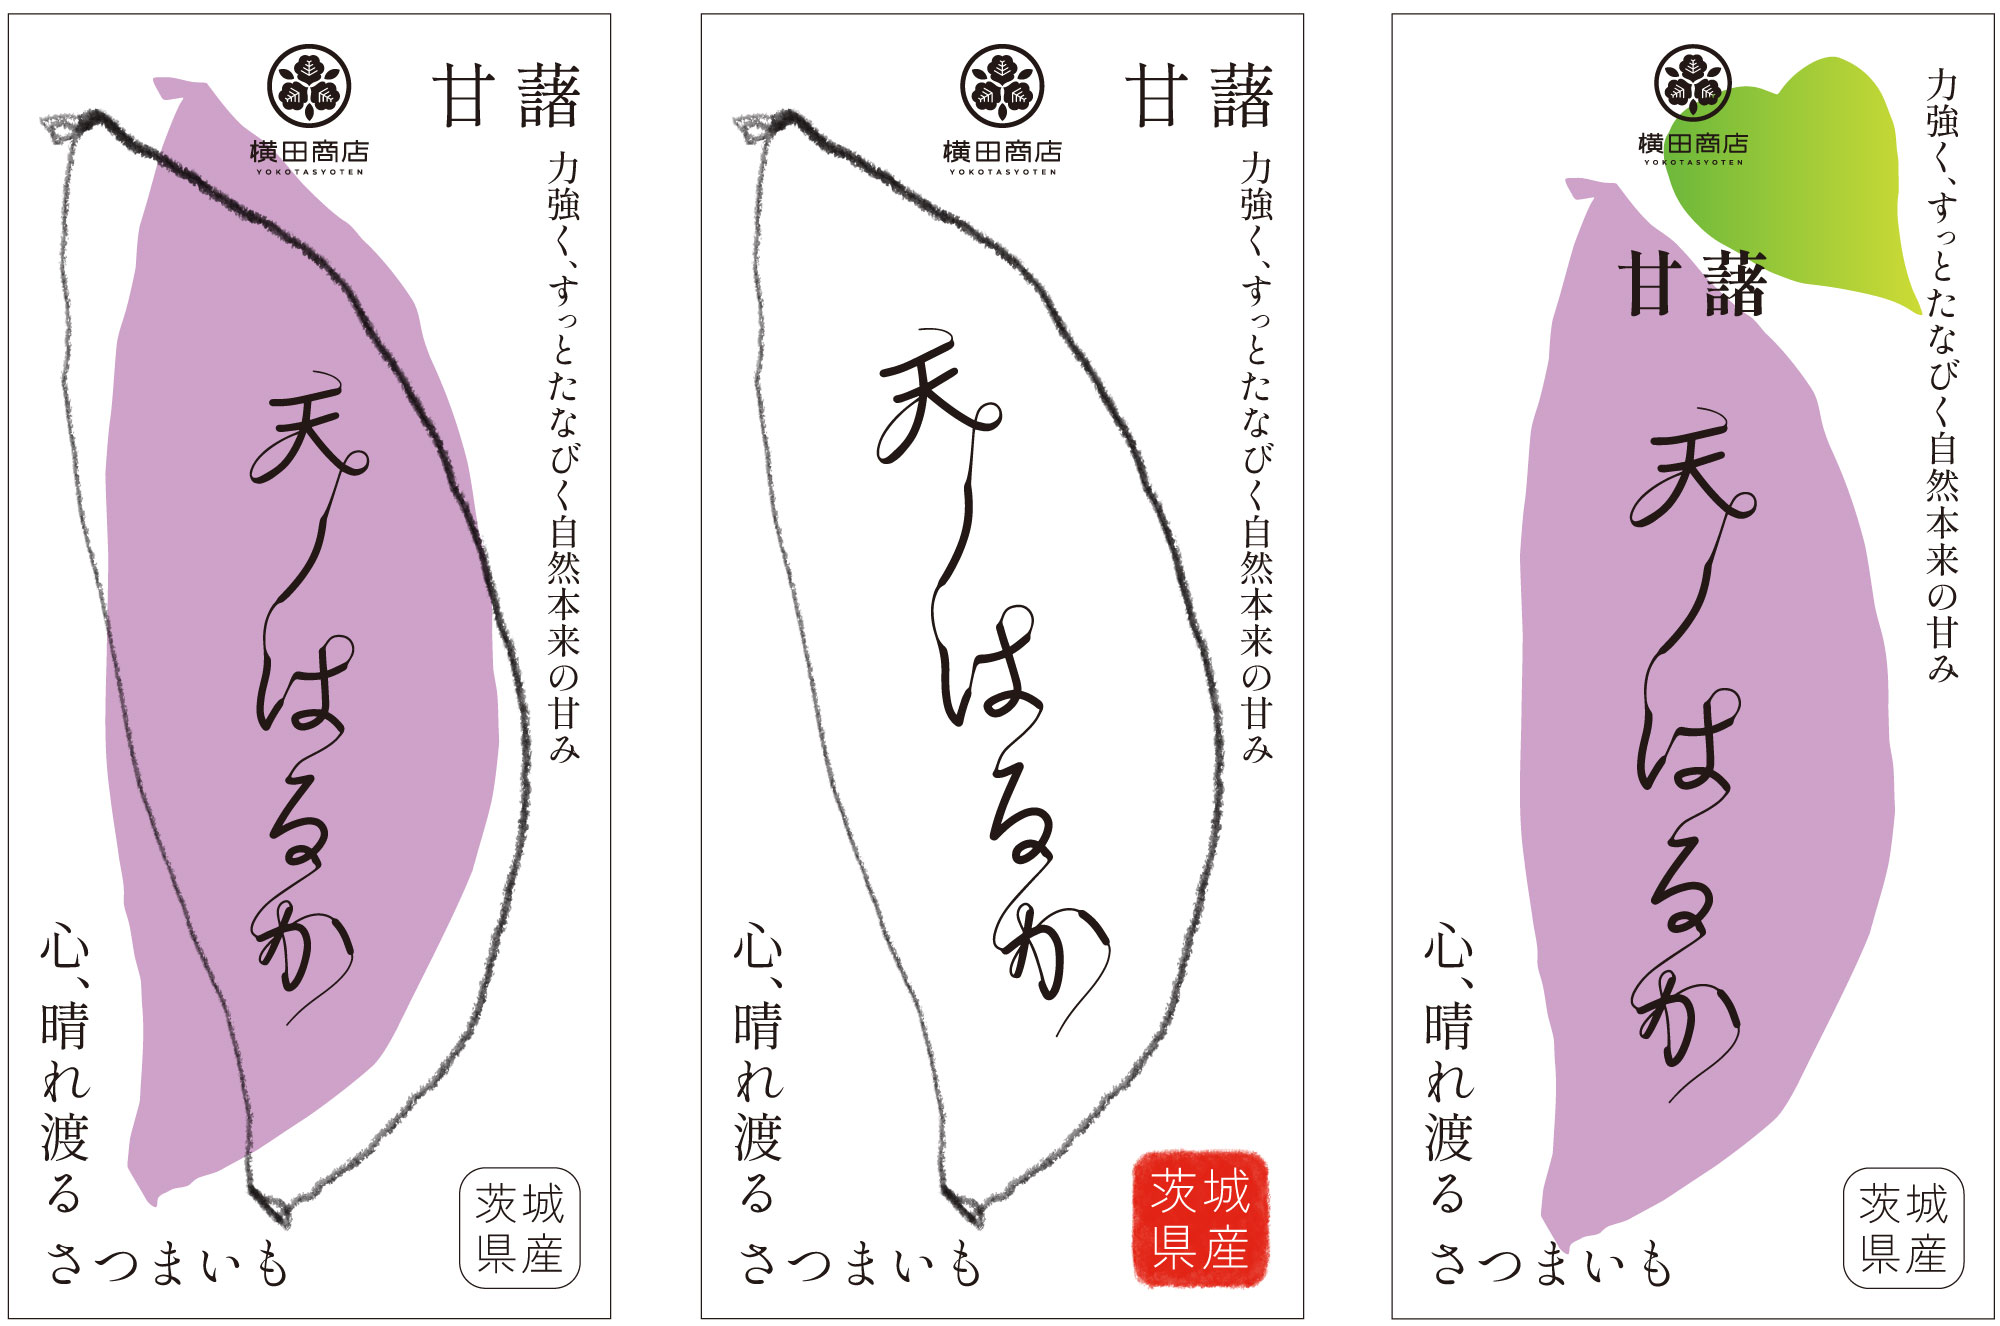 横田商店
YOKOTASYOTEN
甘藷
力強く、すっとたなびく自然本来の甘み
天ノはるか
心、晴れ渡る
さつまいも
茨城
県産
横田商店
YOKOTASYOTEN
甘藷
力強く、すっとたなびく自然本来の甘み
天ノはるか
心、晴れ渡る
さつまいも
茨城
県産
横田商店
YOKOTASYOTEN
力強く、すっとたなびく自然本来の甘み
甘藷
天ノはるか
心、晴れ渡る
さつまいも
茨城
県産